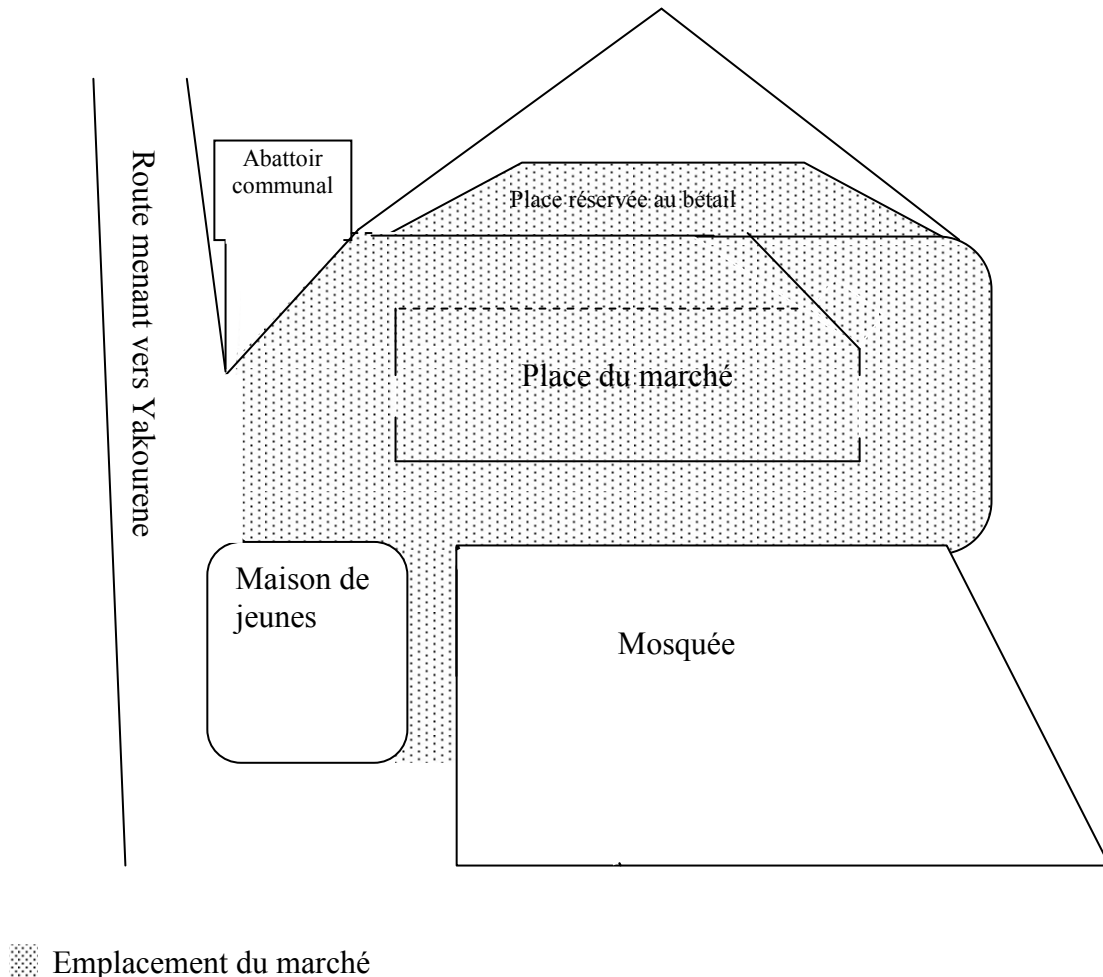 Abattoir
communal
Place réservée au bétail
Route menant vers Yakourene
Place du marché
Maison de
jeunes
Mosquée
Emplacement du marché